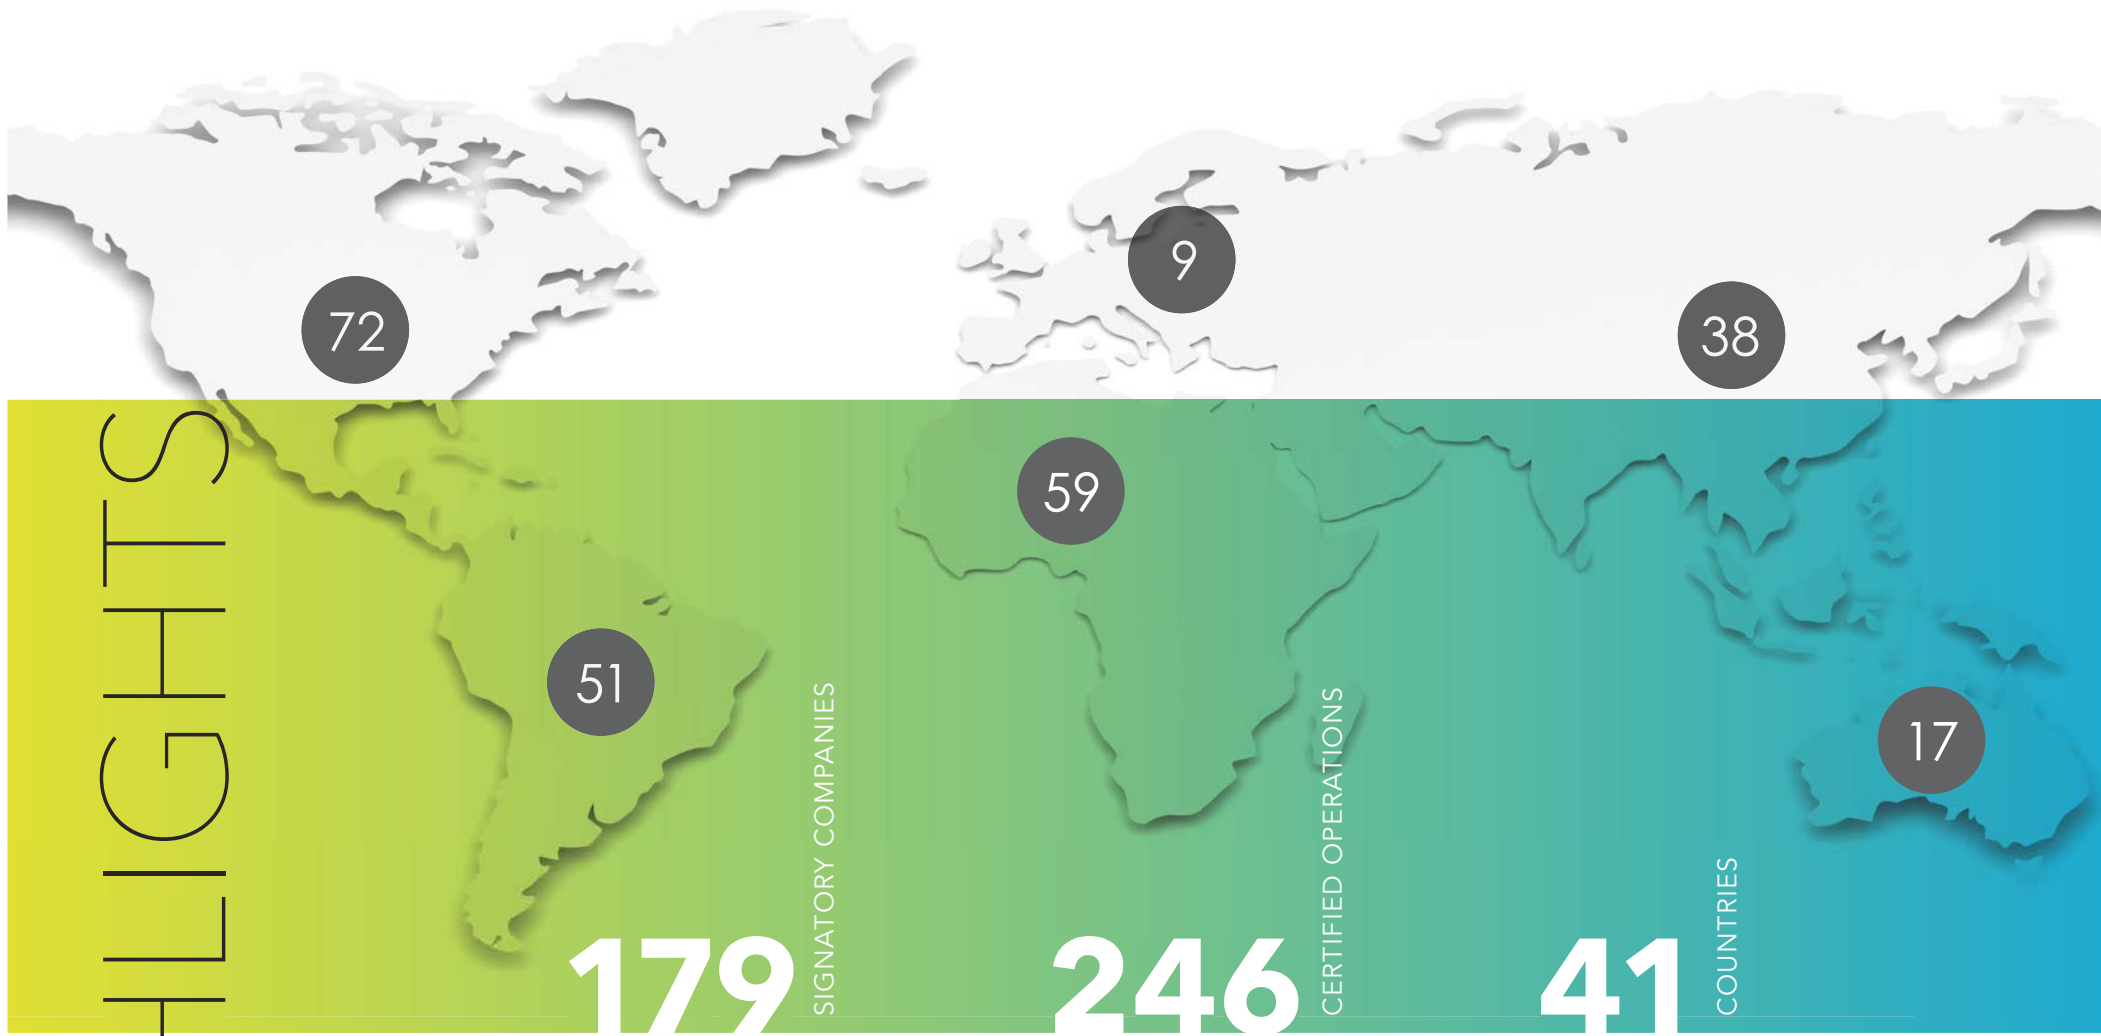 72
9
38
59
51
17
HLIGHTS
179
SIGNATORY COMPANIES
246
CERTIFIED OPERATIONS
41
COUNTRIES